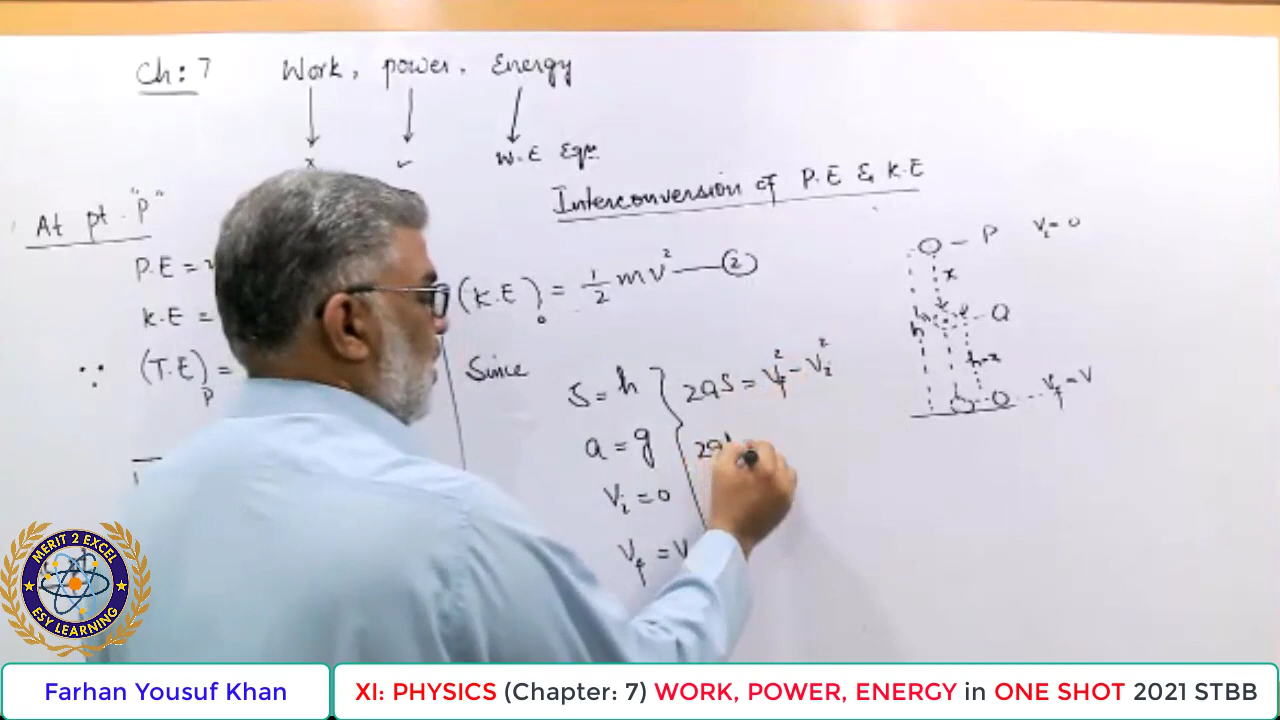 Ch: 7 Work, power, Energy
W.E Eqn
Interconversion of P.E & K.E
At pt. "P"
P.E =
K.E =
∵ (T.E)P =
(K.E)o = 1/2 mv² — (2)
Since
S = h
a = g
Vi = 0
Vf = V
2aS = Vf² - Vi²
2g
P Vi = 0
x
Q
h
h-x
O Vf = V
MERIT 2 EXCEL
ESY LEARNING
Farhan Yousuf Khan
XI: PHYSICS (Chapter: 7) WORK, POWER, ENERGY in ONE SHOT 2021 STBB